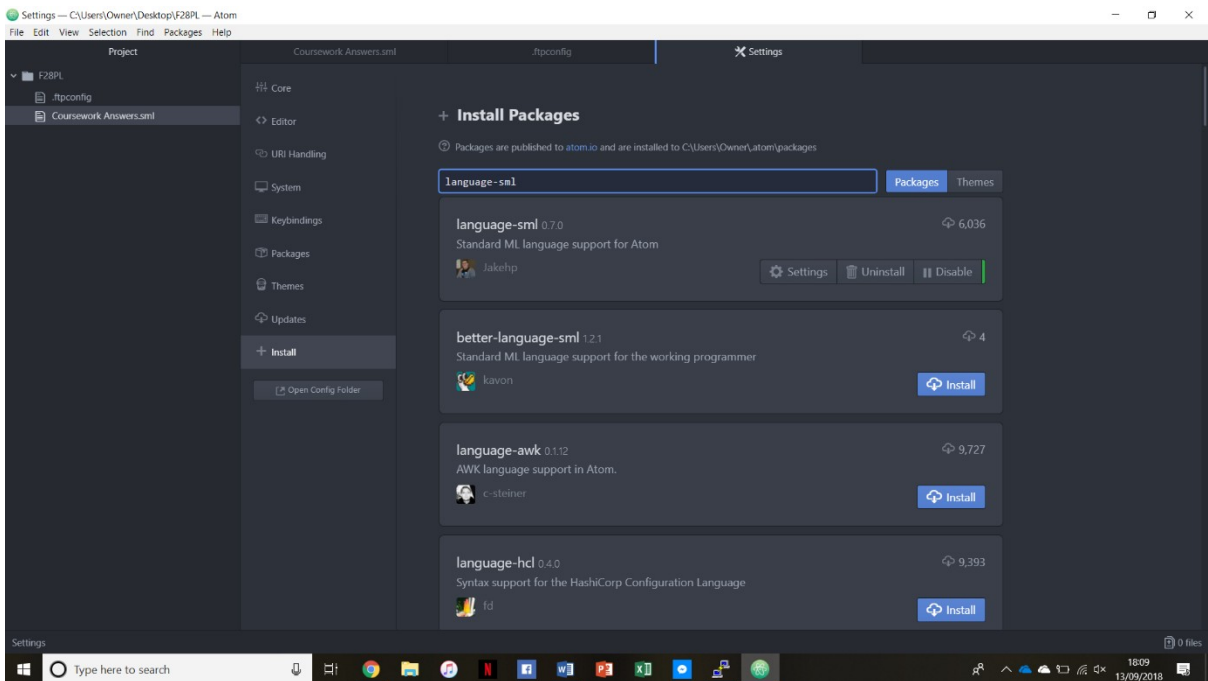 Settings — C:\Users\Owner\Desktop\F28PL — Atom
File Edit View Selection Find Packages Help
Project
Coursework Answers.sml
.ftpconfig
Settings
F28PL
.ftpconfig
Coursework Answers.sml
Core
Editor
URI Handling
System
Keybindings
Packages
Themes
Updates
+ Install
Open Config Folder
+ Install Packages
Packages are published to atom.io and are installed to C:\Users\Owner\.atom\packages
language-sml
Packages Themes
language-sml 0.7.0 6,036
Standard ML language support for Atom
Jakehp
Settings Uninstall Disable
better-language-sml 1.2.1 4
Standard ML language support for the working programmer
kavon
Install
language-awk 0.1.12 9,727
AWK language support in Atom.
c-steiner
Install
language-hcl 0.4.0 9,393
Syntax support for the HashiCorp Configuration Language
fd
Install
Settings 0 files
Type here to search
18:09
13/09/2018